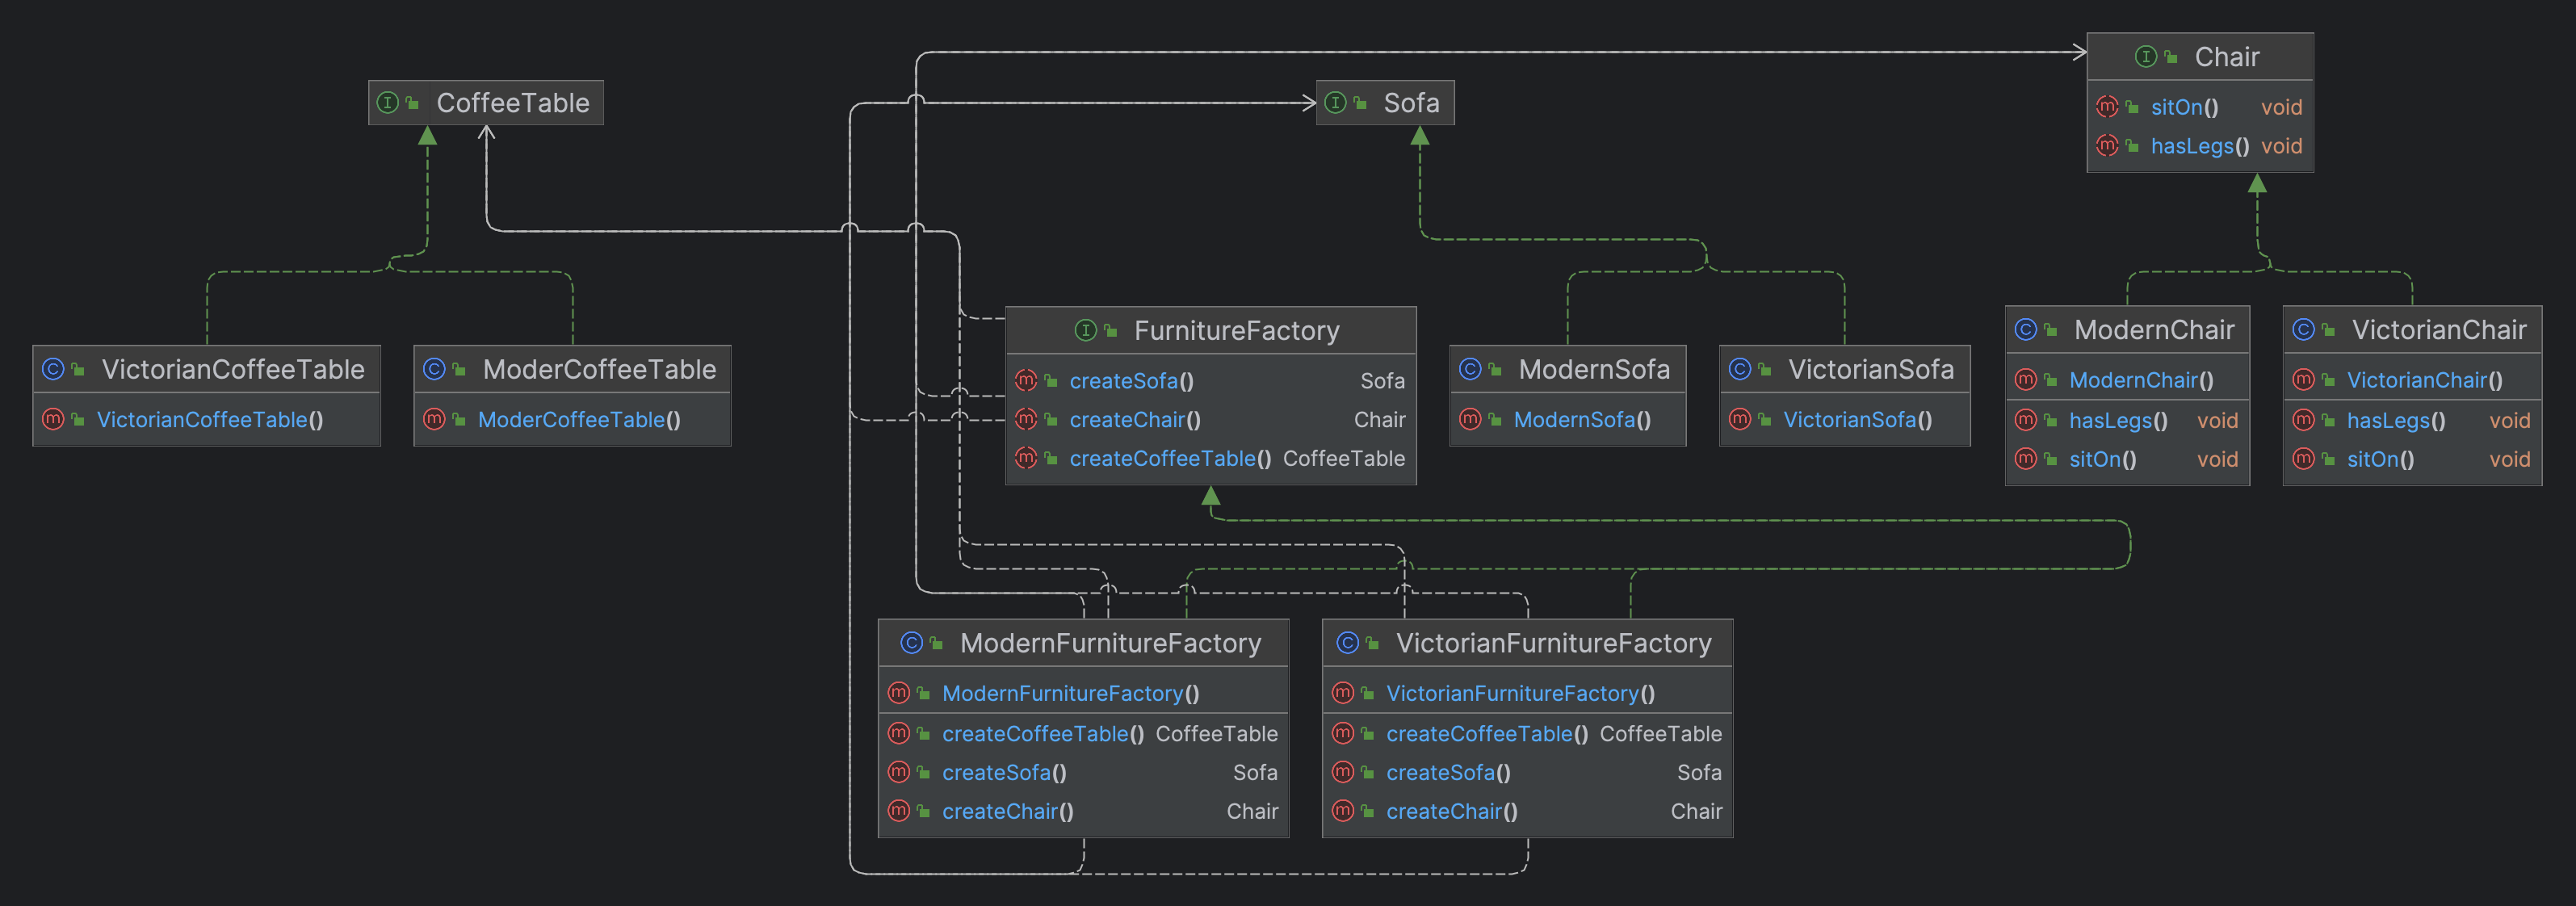 I CoffeeTable
I Sofa
I Chair
m sitOn() void
m hasLegs() void
C VictorianCoffeeTable
m VictorianCoffeeTable()
C ModerCoffeeTable
m ModerCoffeeTable()
I FurnitureFactory
m createSofa() Sofa
m createChair() Chair
m createCoffeeTable() CoffeeTable
C ModernSofa
m ModernSofa()
C VictorianSofa
m VictorianSofa()
C ModernChair
m ModernChair()
m hasLegs() void
m sitOn() void
C VictorianChair
m VictorianChair()
m hasLegs() void
m sitOn() void
C ModernFurnitureFactory
m ModernFurnitureFactory()
m createCoffeeTable() CoffeeTable
m createSofa() Sofa
m createChair() Chair
C VictorianFurnitureFactory
m VictorianFurnitureFactory()
m createCoffeeTable() CoffeeTable
m createSofa() Sofa
m createChair() Chair